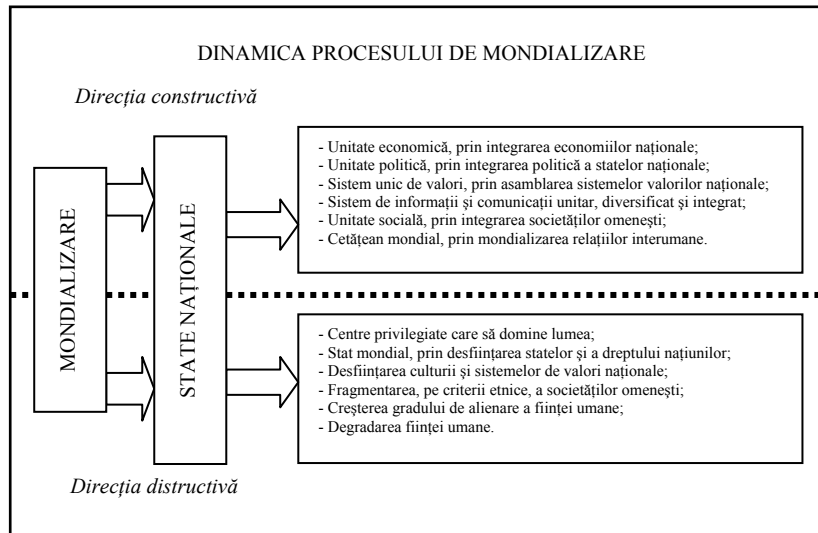 DINAMICA PROCESULUI DE MONDIALIZARE
Direcția constructivă
MONDIALIZARE
STATE NAȚIONALE
- Unitate economică, prin integrarea economiilor naționale;
- Unitate politică, prin integrarea politică a statelor naționale;
- Sistem unic de valori, prin asamblarea sistemelor valorilor naționale;
- Sistem de informații și comunicații unitar, diversificat și integrat;
- Unitate socială, prin integrarea societăților omenești;
- Cetățean mondial, prin mondializarea relațiilor interumane.
- Centre privilegiate care să domine lumea;
- Stat mondial, prin desființarea statelor și a dreptului națiunilor;
- Desființarea culturii și sistemelor de valori naționale;
- Fragmentarea, pe criterii etnice, a societăților omenești;
- Creșterea gradului de alienare a ființei umane;
- Degradarea ființei umane.
Direcția distructivă